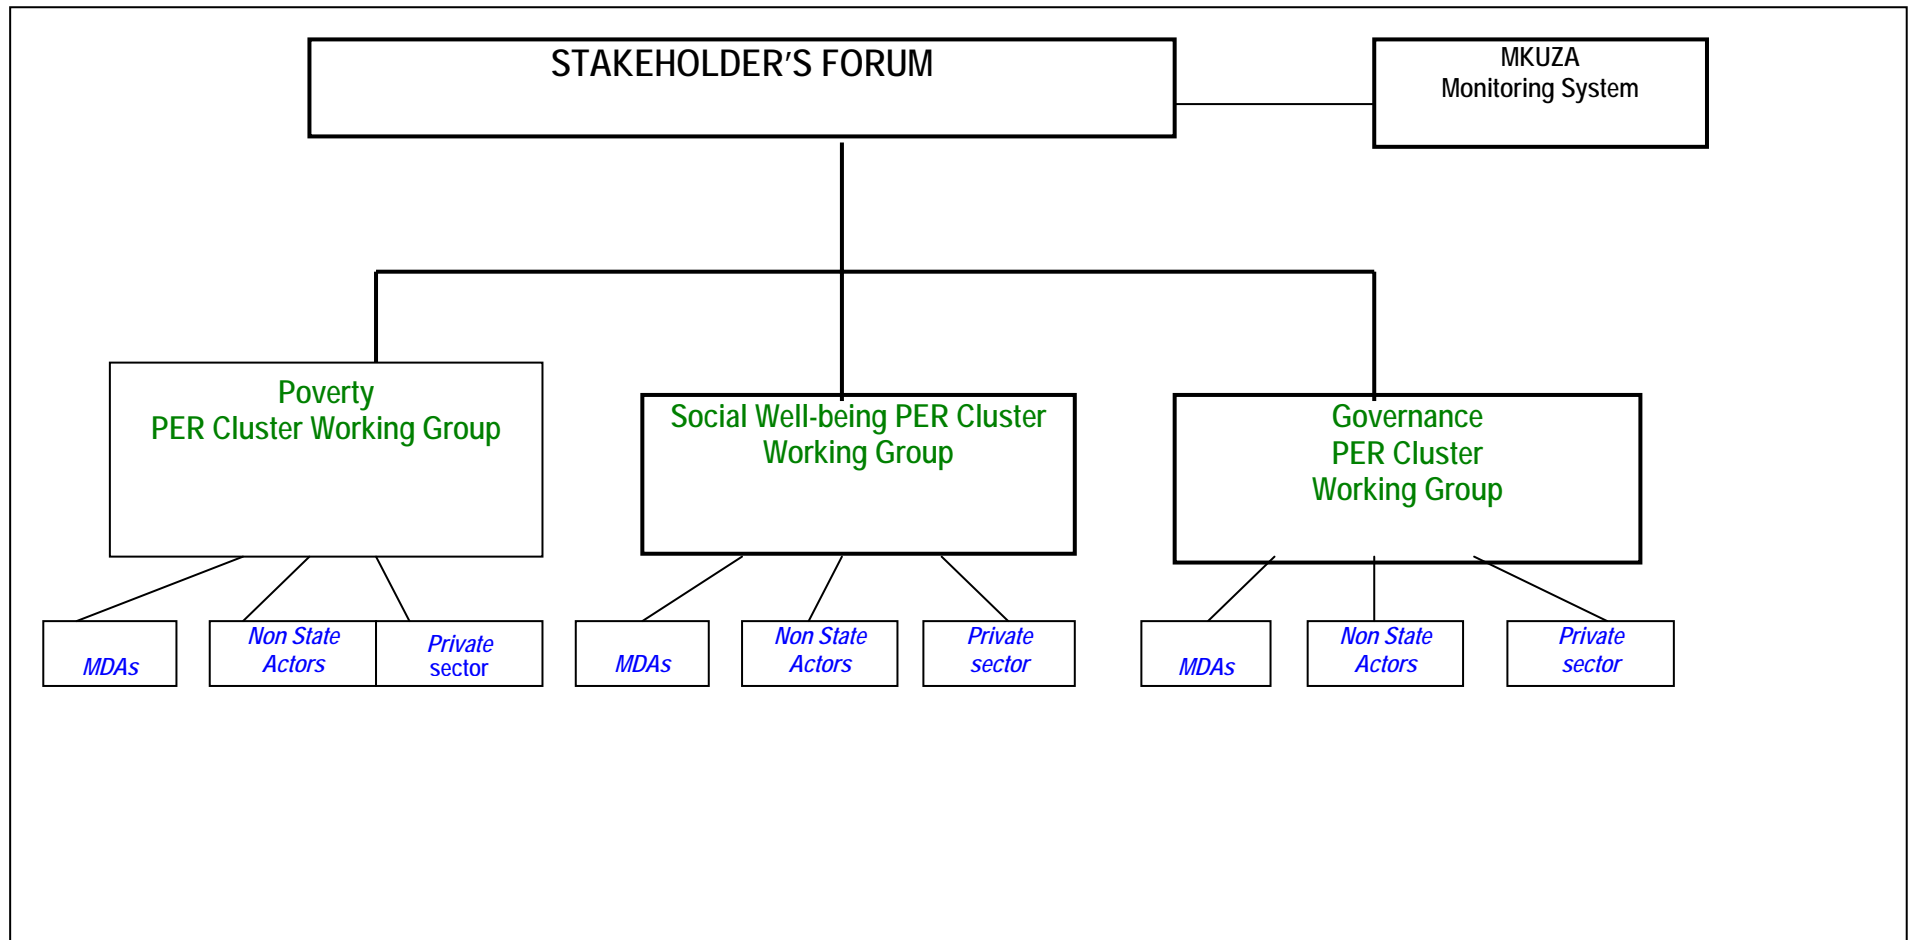 STAKEHOLDER'S FORUM
MKUZA
Monitoring System
Poverty
PER Cluster Working Group
Social Well-being PER Cluster
Working Group
Governance
PER Cluster
Working Group
MDAs
Non State
Actors
Private
sector
MDAs
Non State
Actors
Private
sector
MDAs
Non State
Actors
Private
sector